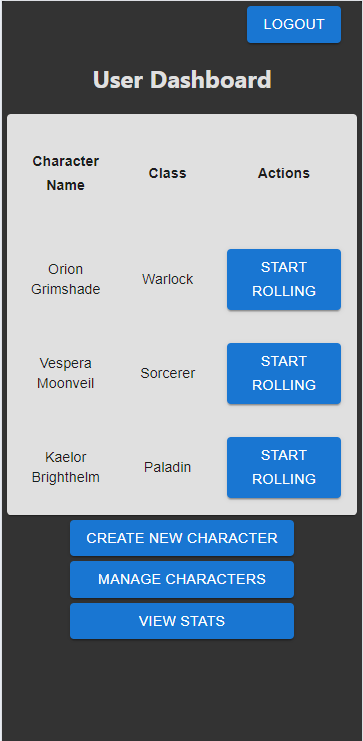 LOGOUT
User Dashboard
Character
Name
Class
Actions
Orion
Grimshade
Warlock
START
ROLLING
Vespera
Moonveil
Sorcerer
START
ROLLING
Kaelor
Brighthelm
Paladin
START
ROLLING
CREATE NEW CHARACTER
MANAGE CHARACTERS
VIEW STATS